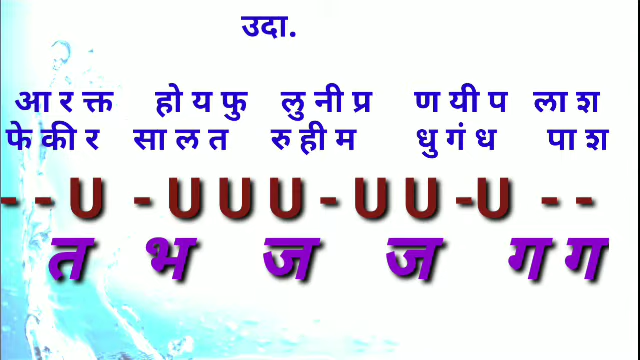 उदा.
आ र क्त हो य फु लु नी प्र ण यी प ला श
फे की र सा ल त रु ही म धु गं ध पा श
- - U - U U U - U U - U - -
त भ ज ज ग ग